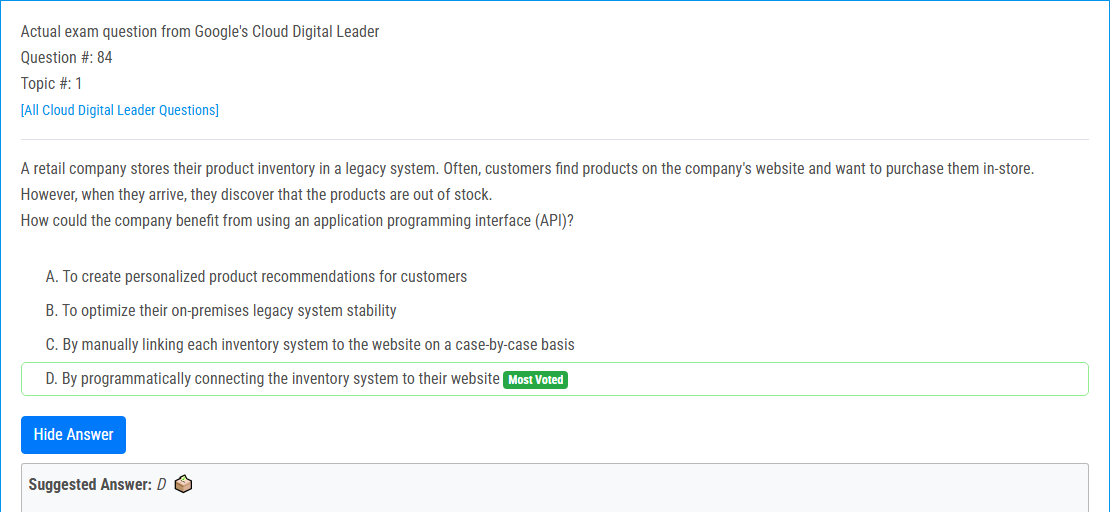 Actual exam question from Google's Cloud Digital Leader
Question #: 84
Topic #: 1
[All Cloud Digital Leader Questions]
A retail company stores their product inventory in a legacy system. Often, customers find products on the company's website and want to purchase them in-store.
However, when they arrive, they discover that the products are out of stock.
How could the company benefit from using an application programming interface (API)?
A. To create personalized product recommendations for customers
B. To optimize their on-premises legacy system stability
C. By manually linking each inventory system to the website on a case-by-case basis
D. By programmatically connecting the inventory system to their website Most Voted
Hide Answer
Suggested Answer: D